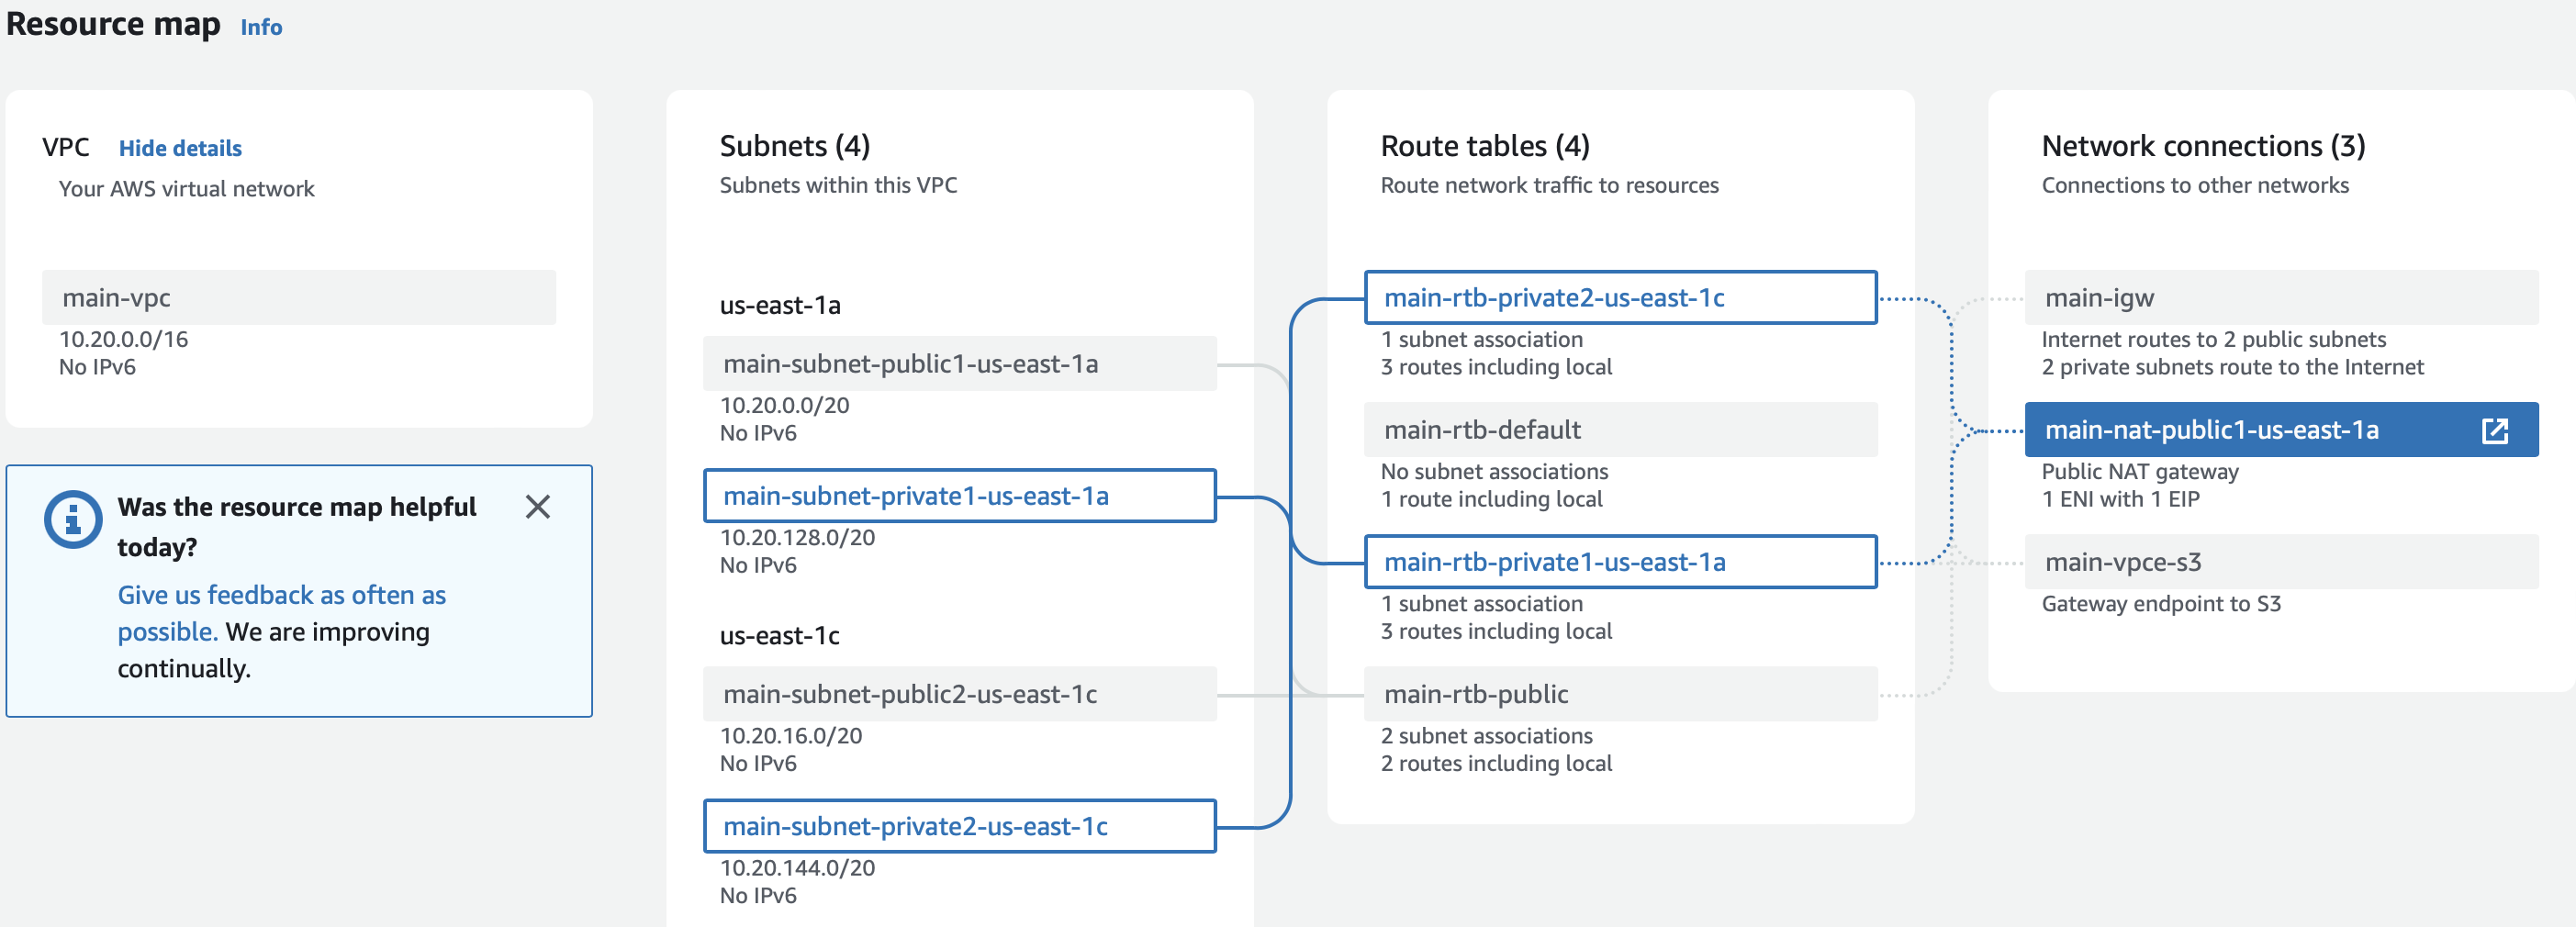 Resource map Info
VPC Hide details
Your AWS virtual network
main-vpc
10.20.0.0/16
No IPv6
Was the resource map helpful
today?
Give us feedback as often as
possible. We are improving
continually.
Subnets (4)
Subnets within this VPC
us-east-1a
main-subnet-public1-us-east-1a
10.20.0.0/20
No IPv6
main-subnet-private1-us-east-1a
10.20.128.0/20
No IPv6
us-east-1c
main-subnet-public2-us-east-1c
10.20.16.0/20
No IPv6
main-subnet-private2-us-east-1c
10.20.144.0/20
No IPv6
Route tables (4)
Route network traffic to resources
main-rtb-private2-us-east-1c
1 subnet association
3 routes including local
main-rtb-default
No subnet associations
1 route including local
main-rtb-private1-us-east-1a
1 subnet association
3 routes including local
main-rtb-public
2 subnet associations
2 routes including local
Network connections (3)
Connections to other networks
main-igw
Internet routes to 2 public subnets
2 private subnets route to the Internet
main-nat-public1-us-east-1a
Public NAT gateway
1 ENI with 1 EIP
main-vpce-s3
Gateway endpoint to S3